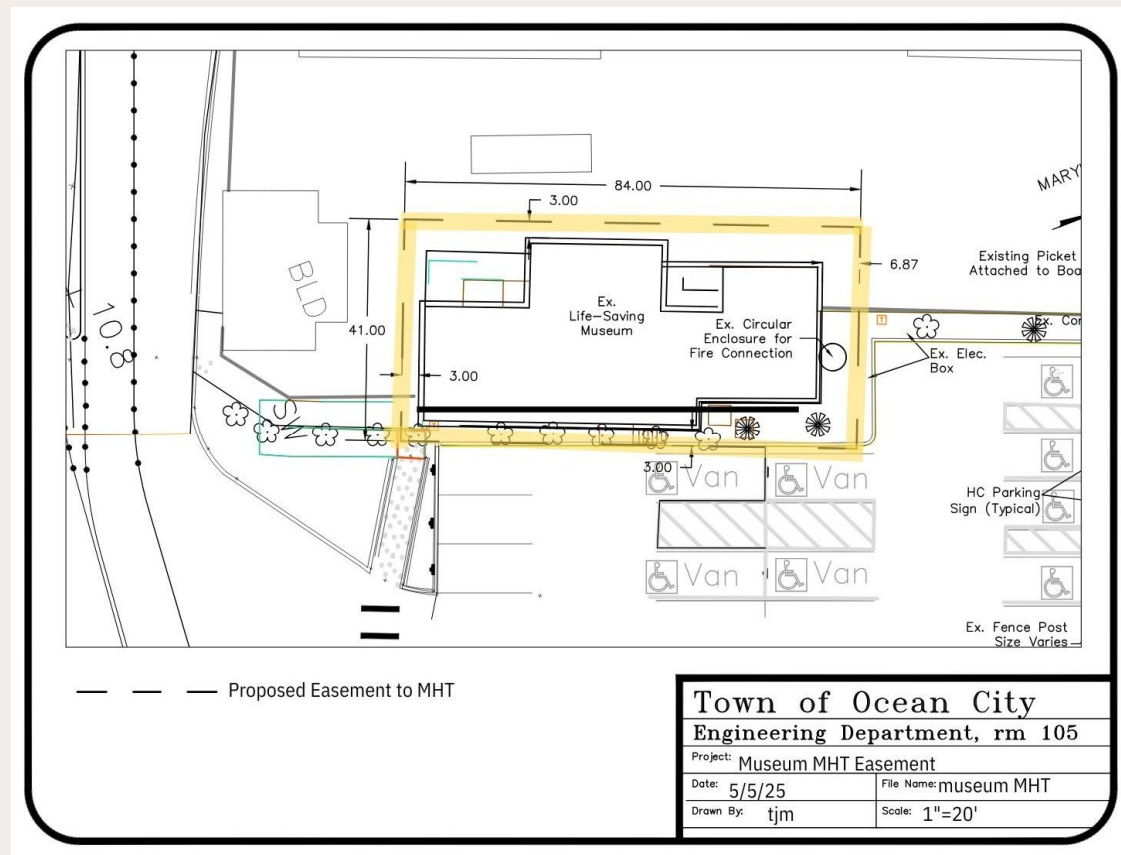 84.00
3.00
MARY
6.87
Existing Picket
Attached to Boa
BLD
Ex.
Life-Saving
Museum
Ex. Circular
Enclosure for
Fire Connection
10.8
41.00
3.00
Ex. Con
Ex. Elec.
Box
T
SW
T
3.00
Van
Van
HC Parking
Sign (Typical)
Van
Van
Ex. Fence Post
Size Varies
Proposed Easement to MHT
Town of Ocean City
Engineering Department, rm 105
Project: Museum MHT Easement
Date: 5/5/25
File Name: museum MHT
Drawn By: tjm
Scale: 1"=20'